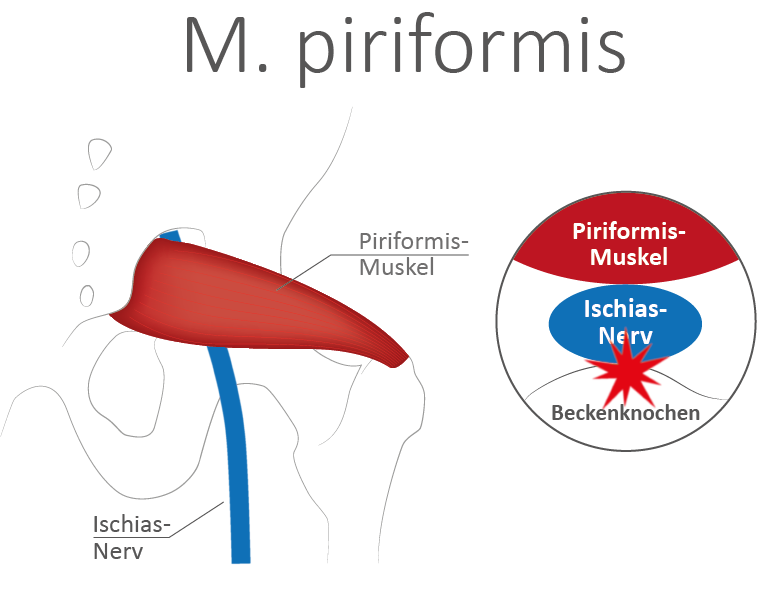 M. piriformis
Piriformis-
Muskel
Piriformis-
Muskel
Ischias-
Nerv
Beckenknochen
Ischias-
Nerv